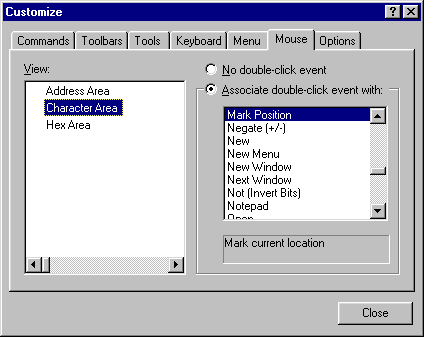 Customize
Commands Toolbars Tools Keyboard Menu Mouse Options
View:
Address Area
Character Area
Hex Area
No double-click event
Associate double-click event with:
Mark Position
Negate (+/-)
New
New Menu
New Window
Next Window
Not (Invert Bits)
Notepad
Mark current location
Close